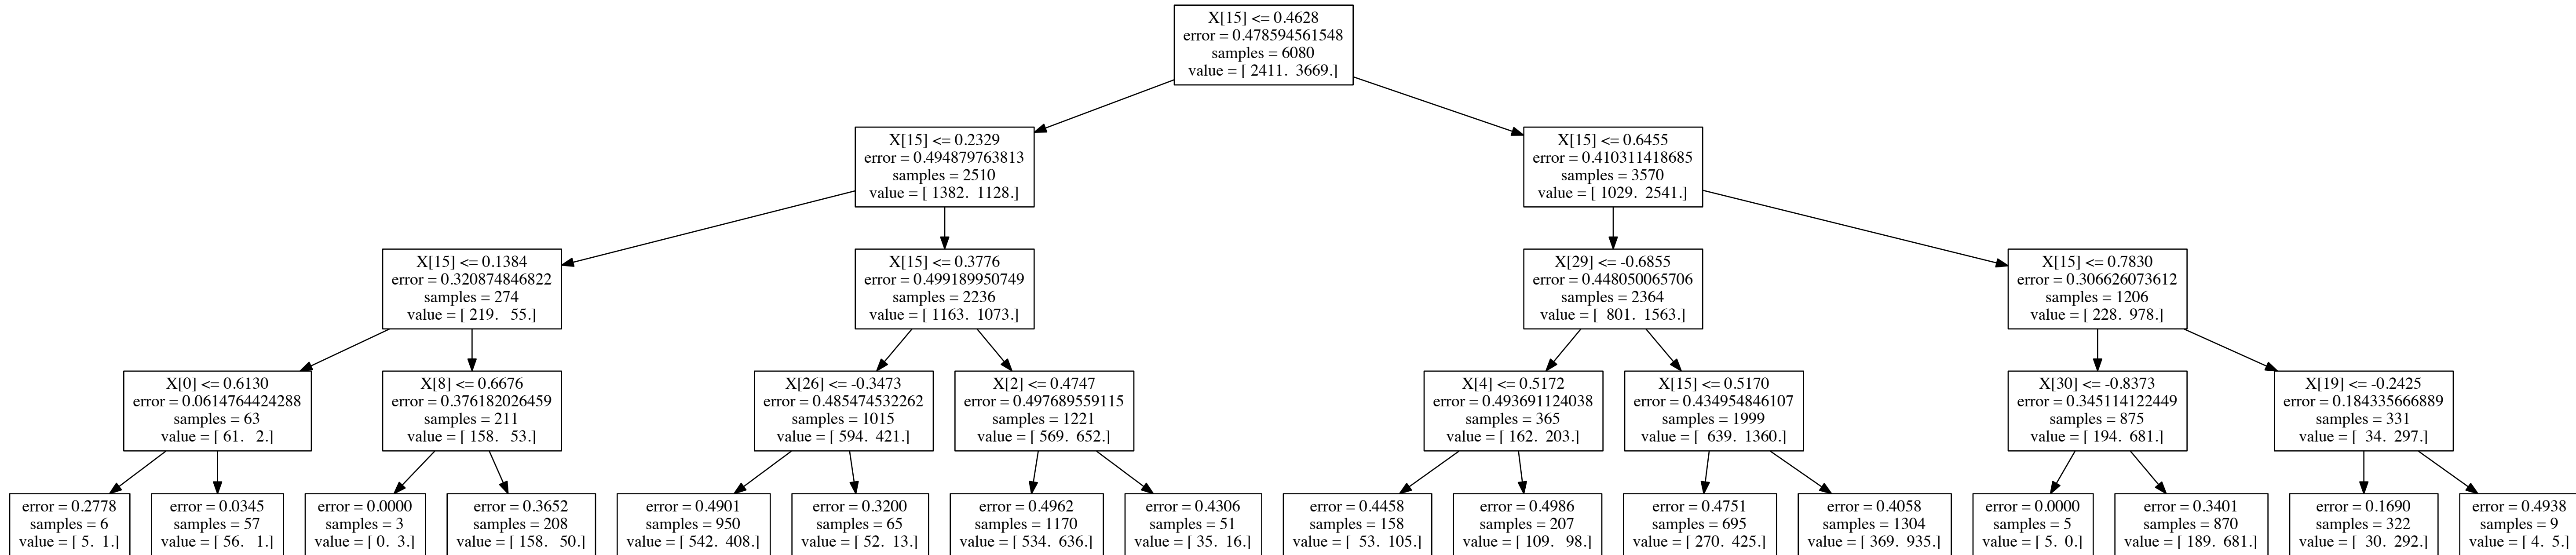 X[15] <= 0.4628
error = 0.478594561548
samples = 6080
value = [ 2411. 3669.]
X[15] <= 0.2329
error = 0.494879763813
samples = 2510
value = [ 1382. 1128.]
X[15] <= 0.6455
error = 0.410311418685
samples = 3570
value = [ 1029. 2541.]
X[15] <= 0.1384
error = 0.320874846822
samples = 274
value = [ 219. 55.]
X[15] <= 0.3776
error = 0.499189950749
samples = 2236
value = [ 1163. 1073.]
X[29] <= -0.6855
error = 0.448050065706
samples = 2364
value = [ 801. 1563.]
X[15] <= 0.7830
error = 0.306626073612
samples = 1206
value = [ 228. 978.]
X[0] <= 0.6130
error = 0.0614764424288
samples = 63
value = [ 61. 2.]
X[8] <= 0.6676
error = 0.376182026459
samples = 211
value = [ 158. 53.]
X[26] <= -0.3473
error = 0.485474532262
samples = 1015
value = [ 594. 421.]
X[2] <= 0.4747
error = 0.497689559115
samples = 1221
value = [ 569. 652.]
X[4] <= 0.5172
error = 0.493691124038
samples = 365
value = [ 162. 203.]
X[15] <= 0.5170
error = 0.434954846107
samples = 1999
value = [ 639. 1360.]
X[30] <= -0.8373
error = 0.345114122449
samples = 875
value = [ 194. 681.]
X[19] <= -0.2425
error = 0.184335666889
samples = 331
value = [ 34. 297.]
error = 0.2778
samples = 6
value = [ 5. 1.]
error = 0.0345
samples = 57
value = [ 56. 1.]
error = 0.0000
samples = 3
value = [ 0. 3.]
error = 0.3652
samples = 208
value = [ 158. 50.]
error = 0.4901
samples = 950
value = [ 542. 408.]
error = 0.3200
samples = 65
value = [ 52. 13.]
error = 0.4962
samples = 1170
value = [ 534. 636.]
error = 0.4306
samples = 51
value = [ 35. 16.]
error = 0.4458
samples = 158
value = [ 53. 105.]
error = 0.4986
samples = 207
value = [ 109. 98.]
error = 0.4751
samples = 695
value = [ 270. 425.]
error = 0.4058
samples = 1304
value = [ 369. 935.]
error = 0.0000
samples = 5
value = [ 5. 0.]
error = 0.3401
samples = 870
value = [ 189. 681.]
error = 0.1690
samples = 322
value = [ 30. 292.]
error = 0.4938
samples = 9
value = [ 4. 5.]